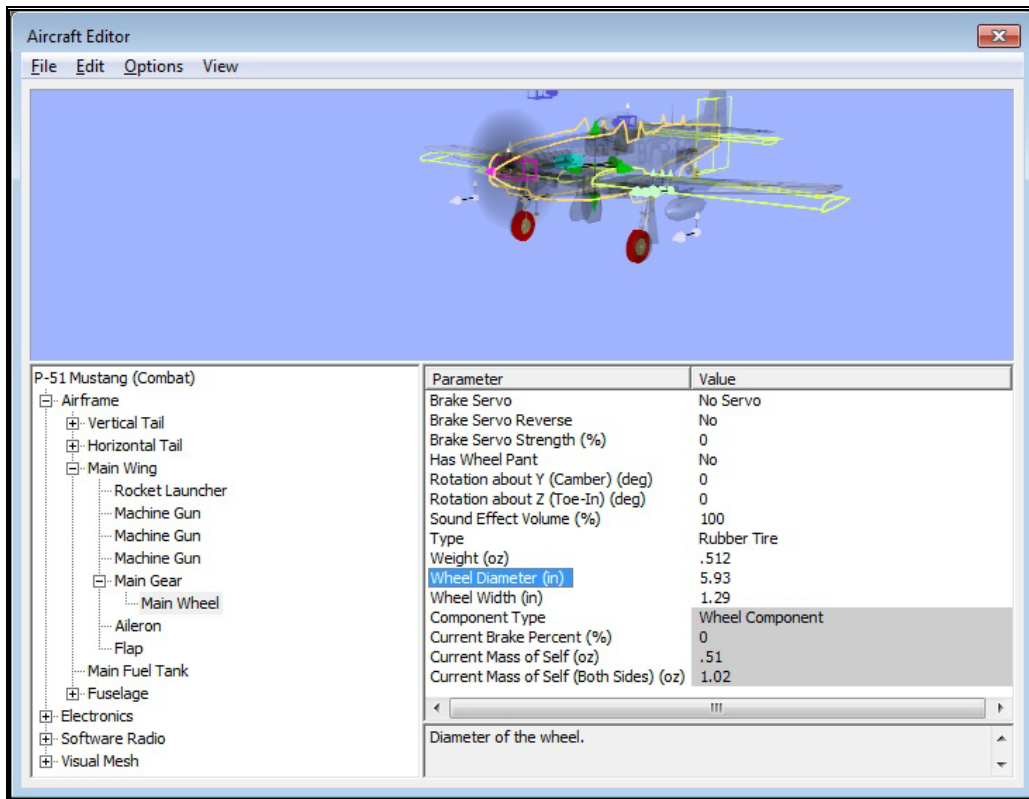 Aircraft Editor
File Edit Options View
P-51 Mustang (Combat)
Airframe
Vertical Tail
Horizontal Tail
Main Wing
Rocket Launcher
Machine Gun
Machine Gun
Machine Gun
Main Gear
Main Wheel
Aileron
Flap
Main Fuel Tank
Fuselage
Electronics
Software Radio
Visual Mesh
Parameter Value
Brake Servo No Servo
Brake Servo Reverse No
Brake Servo Strength (%) 0
Has Wheel Pant No
Rotation about Y (Camber) (deg) 0
Rotation about Z (Toe-In) (deg) 0
Sound Effect Volume (%) 100
Type Rubber Tire
Weight (oz) .512
Wheel Diameter (in) 5.93
Wheel Width (in) 1.29
Component Type Wheel Component
Current Brake Percent (%) 0
Current Mass of Self (oz) .51
Current Mass of Self (Both Sides) (oz) 1.02
Diameter of the wheel.